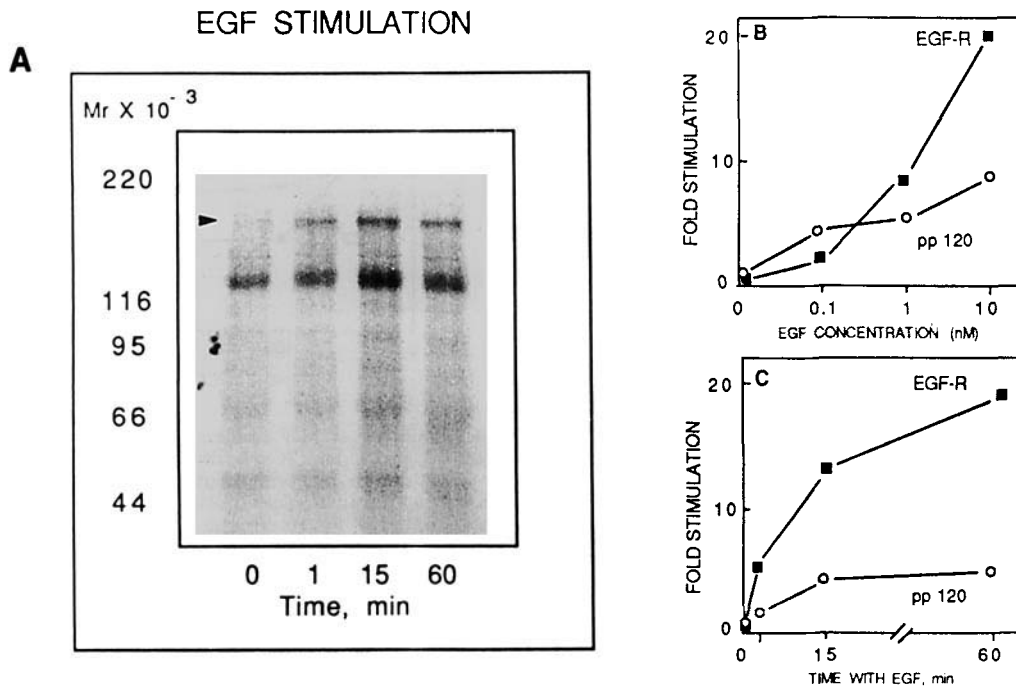 EGF STIMULATION
A
Mr X 10-3
220
116
95
66
44
0 1 15 60
Time, min
B
EGF-R
pp 120
20
10
0
FOLD STIMULATION
0 0.1 1 10
EGF CONCENTRATION (nM)
C
EGF-R
pp 120
20
10
0
FOLD STIMULATION
0 15 60
TIME WITH EGF, min